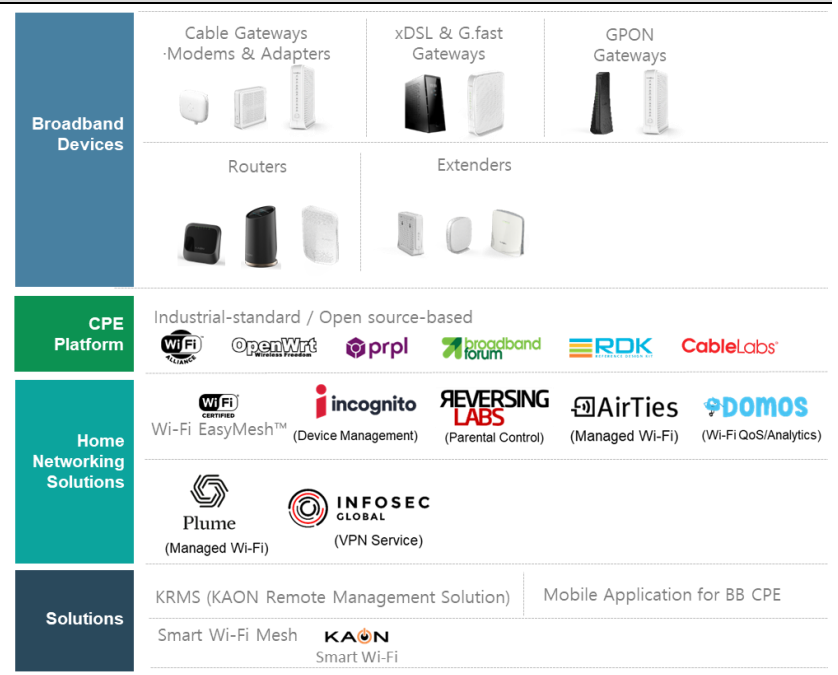 Broadband
Devices
Cable Gateways
·Modems & Adapters
xDSL & G.fast
Gateways
GPON
Gateways
Routers
Extenders
CPE
Platform
Industrial-standard / Open source-based
Wi Fi
ALLIANCE
OpenWrt
Wireless Freedom
prpl
broadband
forum
RDK
REFERENCE DESIGN KIT
CableLabs®
Home
Networking
Solutions
Wi Fi
CERTIFIED
Wi-Fi EasyMesh™
incognito
(Device Management)
REVERSING
LABS
(Parental Control)
AirTies
(Managed Wi-Fi)
DOMOS
(Wi-Fi QoS/Analytics)
Plume
(Managed Wi-Fi)
INFOSEC
GLOBAL
(VPN Service)
Solutions
KRMS (KAON Remote Management Solution)
Mobile Application for BB CPE
Smart Wi-Fi Mesh
KAON
Smart Wi-Fi